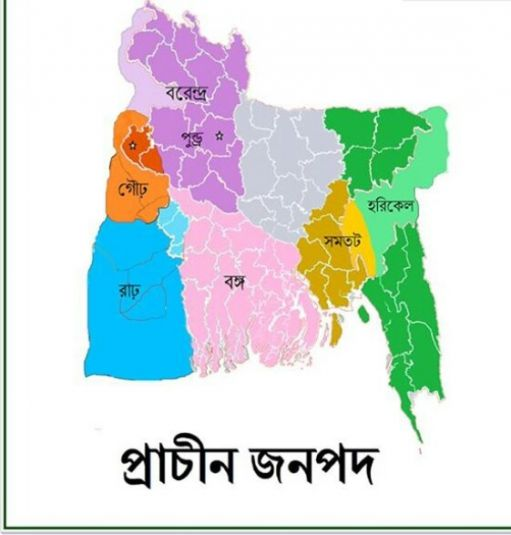 বরেন্দ্র
পুন্ড্র
গৌঢ়
হরিকেল
সমতট
রাঢ়
বঙ্গ
প্রাচীন জনপদ